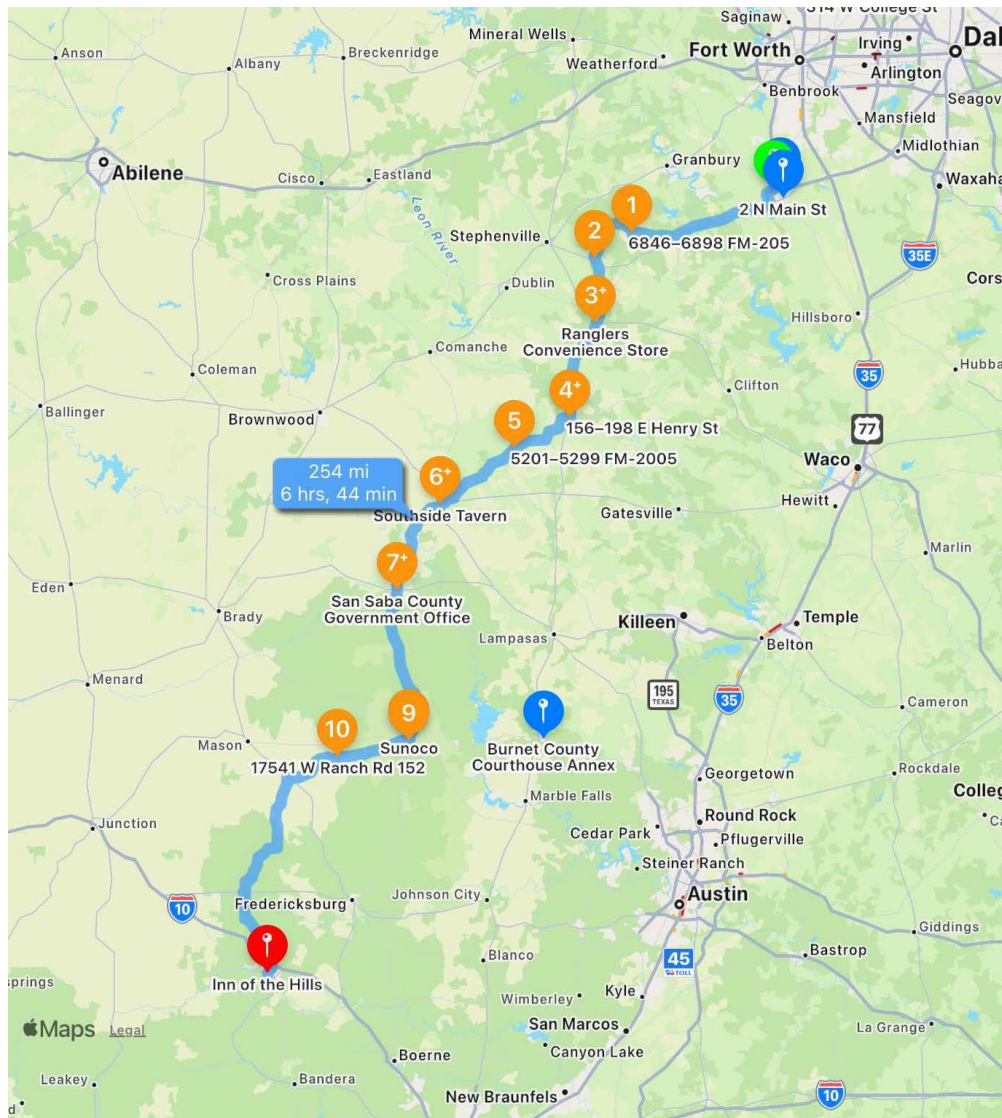 314 W College St
Saginaw
Mineral Wells
Fort Worth
Irving
Dal
Anson
Breckenridge
Albany
Weatherford
Arlington
Benbrook
Seagov
Mansfield
Midlothian
Abilene
Cisco
Eastland
Granbury
Waxaha
Leon River
1
2 N Main St
Stephenville
2
6846–6898 FM-205
35E
Cross Plains
Dublin
3+
Cors
Hillsboro
Ranglers
Convenience Store
Comanche
Coleman
35
Hubba
4+
Clifton
Ballinger
Brownwood
5
156–198 E Henry St
77
5201–5299 FM-2005
254 mi
6 hrs, 44 min
6+
Waco
Southside Tavern
Hewitt
Gatesville
Marlin
7+
Eden
San Saba County
Government Office
Brady
Killeen
Temple
Lampasas
Belton
Menard
195
TEXAS
35
Cameron
9
10
Mason
Sunoco
17541 W Ranch Rd 152
Burnet County
Courthouse Annex
Georgetown
Rockdale
Marble Falls
Colleg
Junction
Cedar Park
Round Rock
Pflugerville
Steiner Ranch
Johnson City
Austin
10
Fredericksburg
Giddings
Blanco
45
TOLL
Bastrop
springs
Inn of the Hills
Wimberley
Kyle
Maps
Legal
San Marcos
La Grange
Canyon Lake
Boerne
Leakey
Bandera
New Braunfels
10